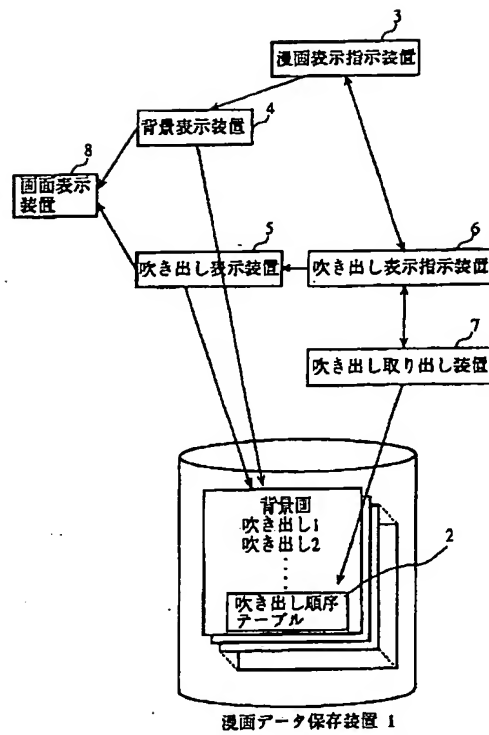 3
漫画表示指示装置
4
背景表示装置
8
画面表示
装置
5
吹き出し表示装置
6
吹き出し表示指示装置
7
吹き出し取り出し装置
背景画
吹き出し1
吹き出し2
2
吹き出し順序
テーブル
漫画データ保存装置 1